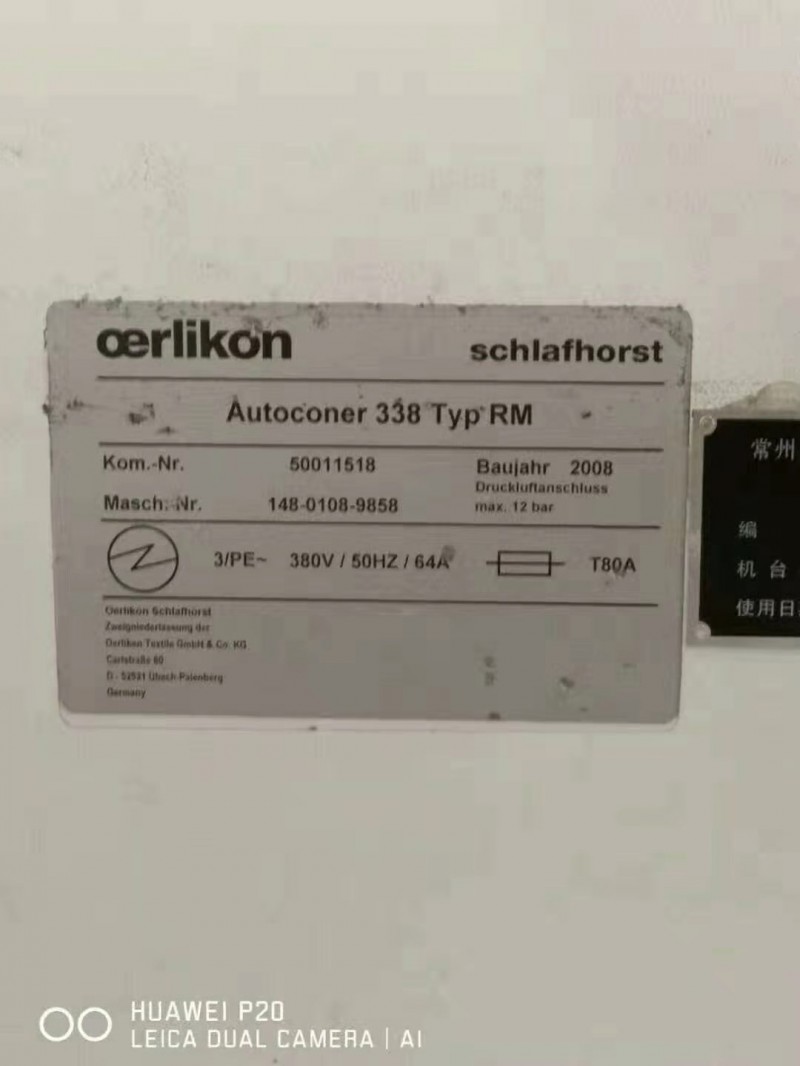 œrlikon
schlafhorst
Autoconer 338 Typ RM
Kom.-Nr. 50011518 Baujahr 2008
Druckluftanschluss
Masch.-Nr. 148-0108-9858 max. 12 bar
3/PE~ 380V / 50HZ / 64A T80A
Oerlikon Schlafhorst
Zweigniederlassung der
Oerlikon Textile GmbH & Co. KG
Carlstraße 60
D - 52531 Übach-Palenberg
Germany
常州
编
机 台
使用日
HUAWEI P20
LEICA DUAL CAMERA | AI